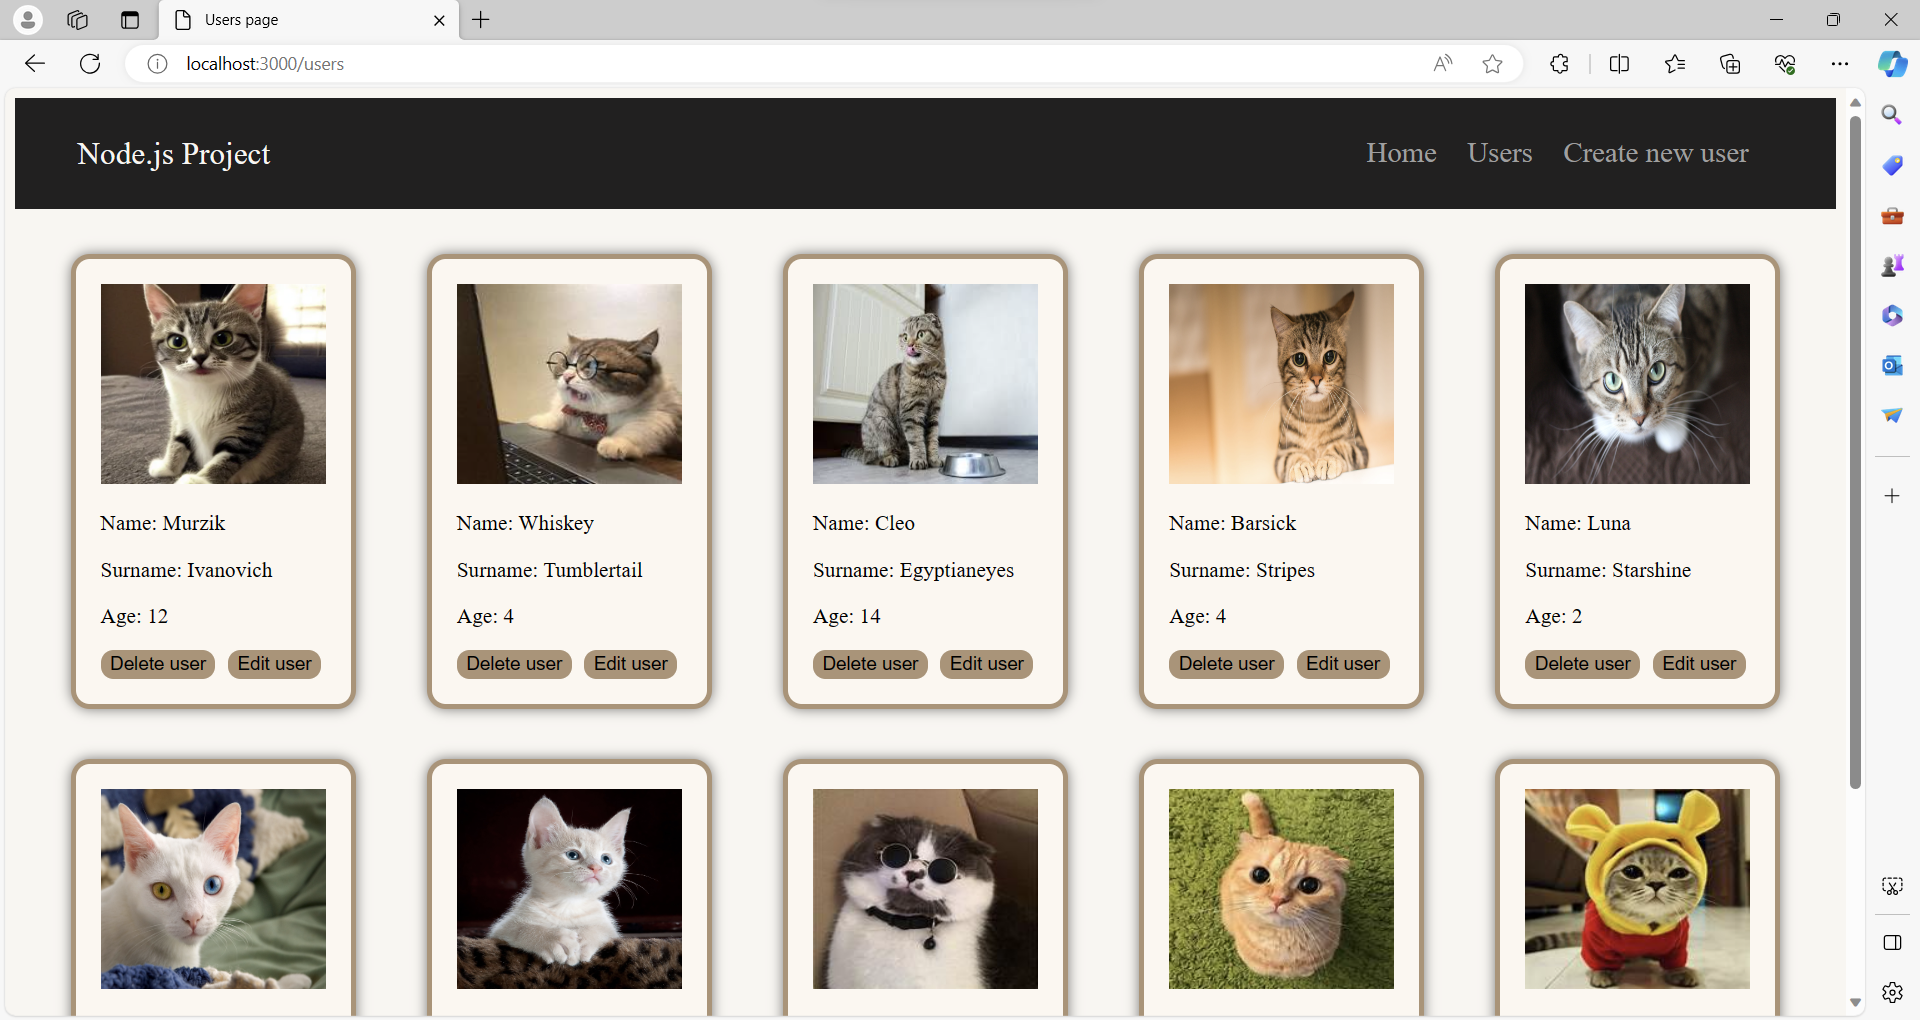 Users page
localhost:3000/users
Node.js Project
Home Users Create new user
Name: Murzik
Surname: Ivanovich
Age: 12
Delete user Edit user
Name: Whiskey
Surname: Tumblertail
Age: 4
Delete user Edit user
Name: Cleo
Surname: Egyptianeyes
Age: 14
Delete user Edit user
Name: Barsick
Surname: Stripes
Age: 4
Delete user Edit user
Name: Luna
Surname: Starshine
Age: 2
Delete user Edit user